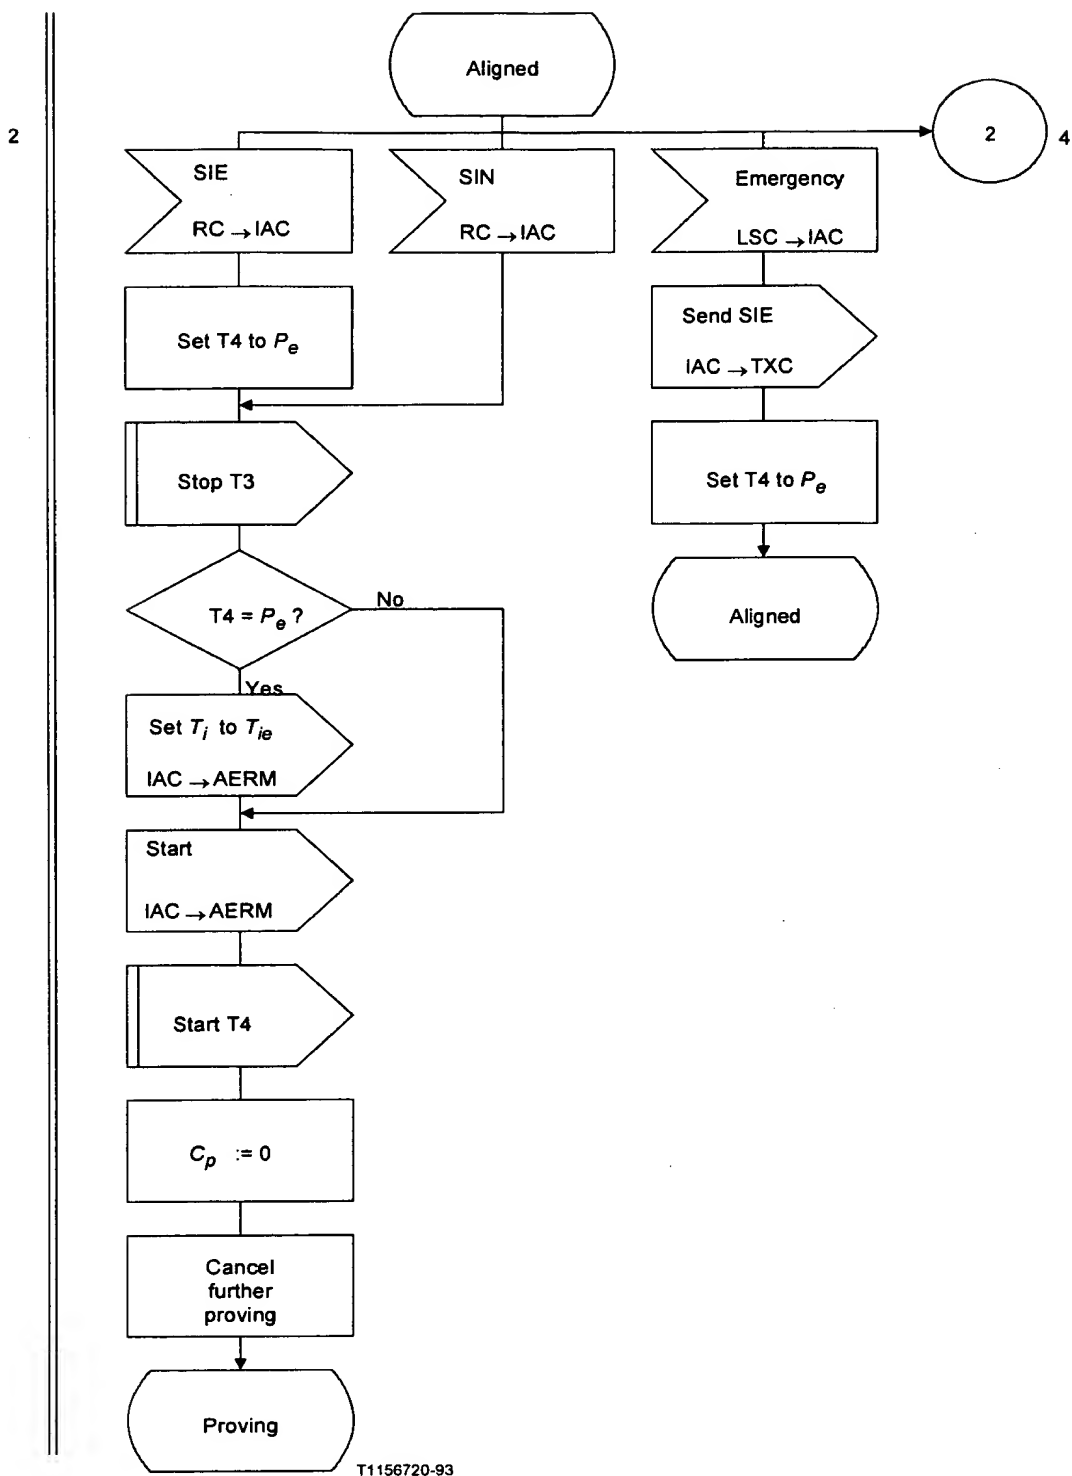 Aligned
2
2
4
SIE
RC → IAC
SIN
RC → IAC
Emergency
LSC → IAC
Set T4 to Pe
Send SIE
IAC → TXC
Stop T3
Set T4 to Pe
T4 = Pe ?
No
Yes
Aligned
Set Ti to Tie
IAC → AERM
Start
IAC → AERM
Start T4
Cp := 0
Cancel
further
proving
Proving
T1156720-93